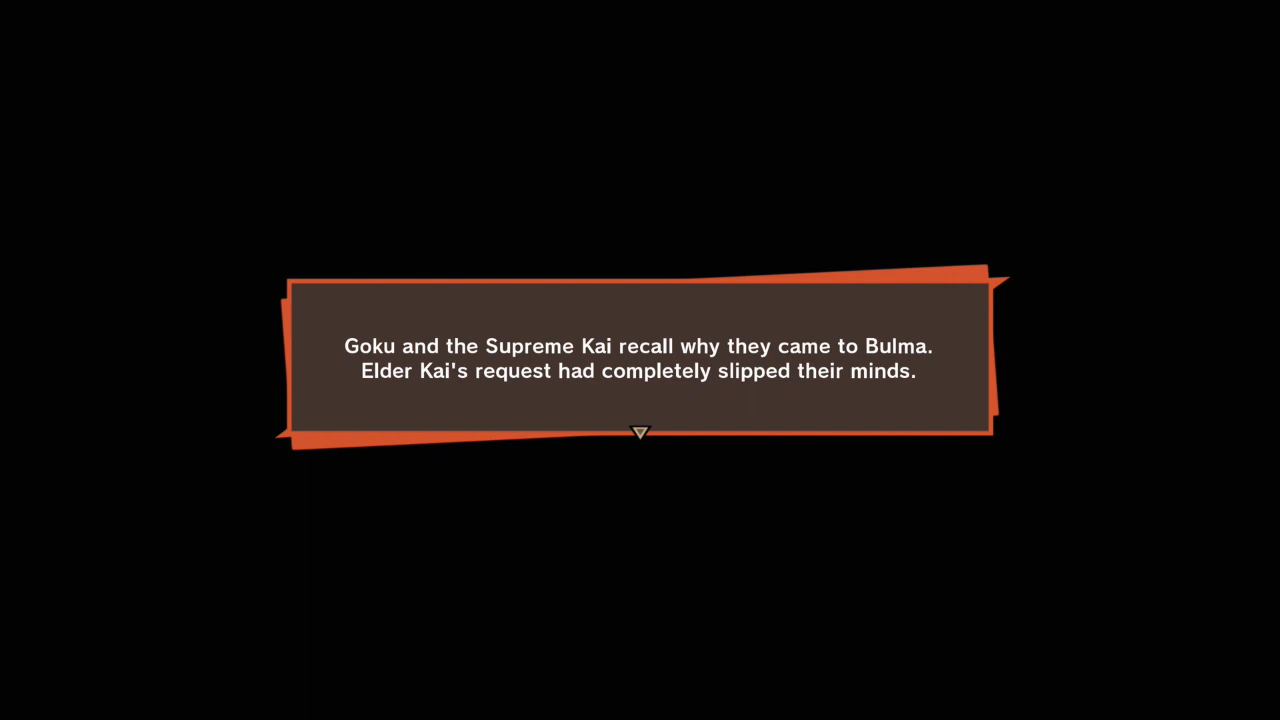 Goku and the Supreme Kai recall why they came to Bulma.
Elder Kai's request had completely slipped their minds.